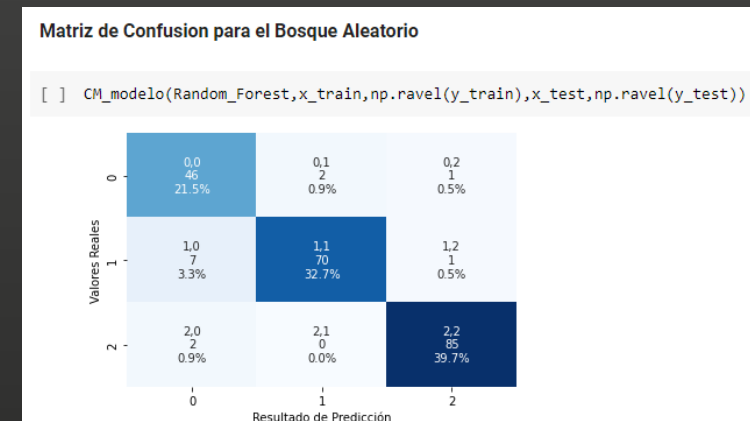 Matriz de Confusion para el Bosque Aleatorio
[ ] CM_modelo(Random_Forest,x_train,np.ravel(y_train),x_test,np.ravel(y_test))
0,0 0,1 0,2
0 46 2 1
21.5% 0.9% 0.5%
Valores Reales
1,0 1,1 1,2
1 7 70 1
3.3% 32.7% 0.5%
2,0 2,1 2,2
2 2 0 85
0.9% 0.0% 39.7%
0 1 2
Resultado de Predicción